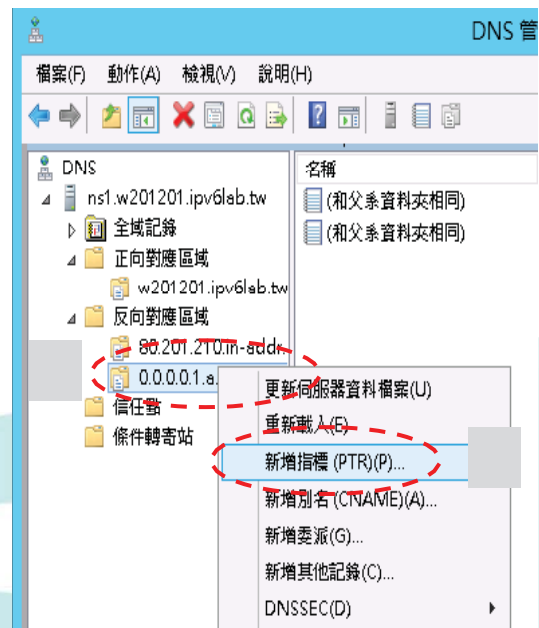 DNS 管
檔案(F) 動作(A) 檢視(V) 說明(H)
DNS
ns1.w201201.ipv6lab.tw
全域記錄
正向對應區域
w201201.ipv6lab.tw
反向對應區域
80.201.210.in-addr.
0.0.0.0.1.a.
信任點
條件轉寄站
名稱
(和父系資料夾相同)
(和父系資料夾相同)
更新伺服器資料檔案(U)
重新載入(E)
新增指標 (PTR)(P)...
新增別名 (CNAME)(A)...
新增委派(G)...
新增其他記錄(C)...
DNSSEC(D)